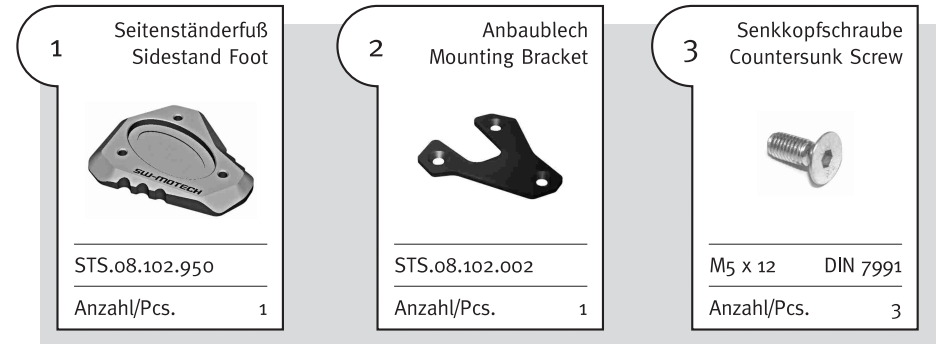 1
Seitenständerfuß
Sidestand Foot
SW-MOTECH
STS.08.102.950
Anzahl/Pcs. 1
2
Anbaublech
Mounting Bracket
STS.08.102.002
Anzahl/Pcs. 1
3
Senkkopfschraube
Countersunk Screw
M5 x 12 DIN 7991
Anzahl/Pcs. 3